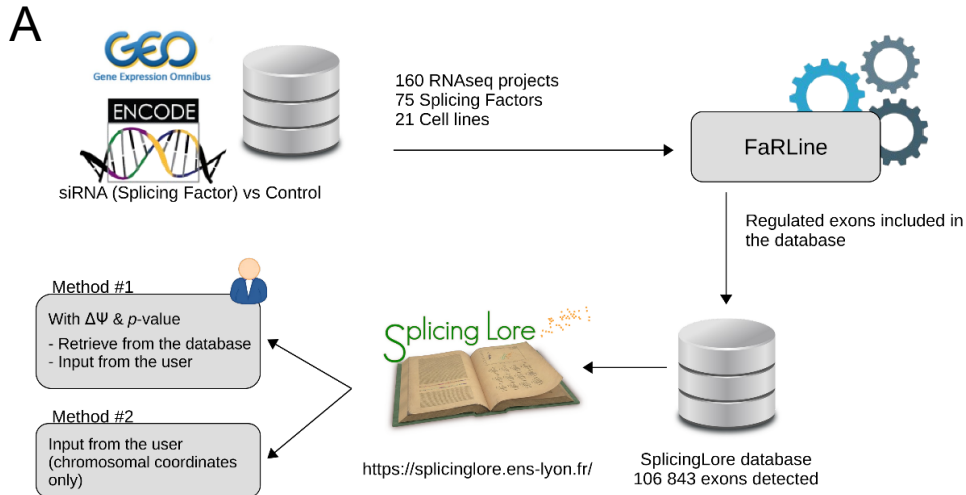 A
GEO
Gene Expression Omnibus
ENCODE
siRNA (Splicing Factor) vs Control
160 RNAseq projects
75 Splicing Factors
21 Cell lines
FaRLine
Regulated exons included in
the database
Method #1
With ΔΨ & p-value
- Retrieve from the database
- Input from the user
Method #2
Input from the user
(chromosomal coordinates
only)
Splicing Lore
https://splicinglore.ens-lyon.fr/
SplicingLore database
106 843 exons detected